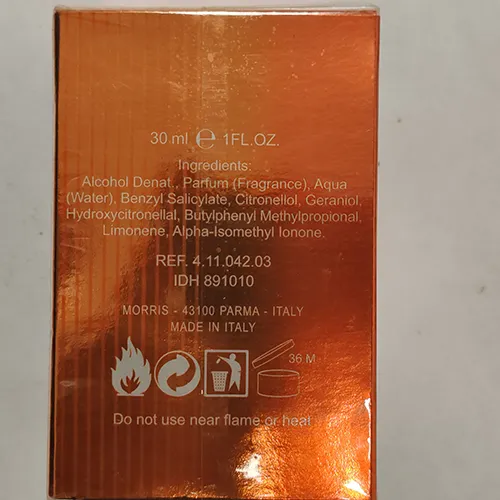 30 ml ℮ 1FL.OZ.
Ingredients:
Alcohol Denat., Parfum (Fragrance), Aqua
(Water), Benzyl Salicylate, Citronellol, Geraniol,
Hydroxycitronellal, Butylphenyl Methylpropional,
Limonene, Alpha-Isomethyl Ionone.
REF. 4.11.042.03
IDH 891010
MORRIS - 43100 PARMA - ITALY
MADE IN ITALY
36 M
Do not use near flame or heat